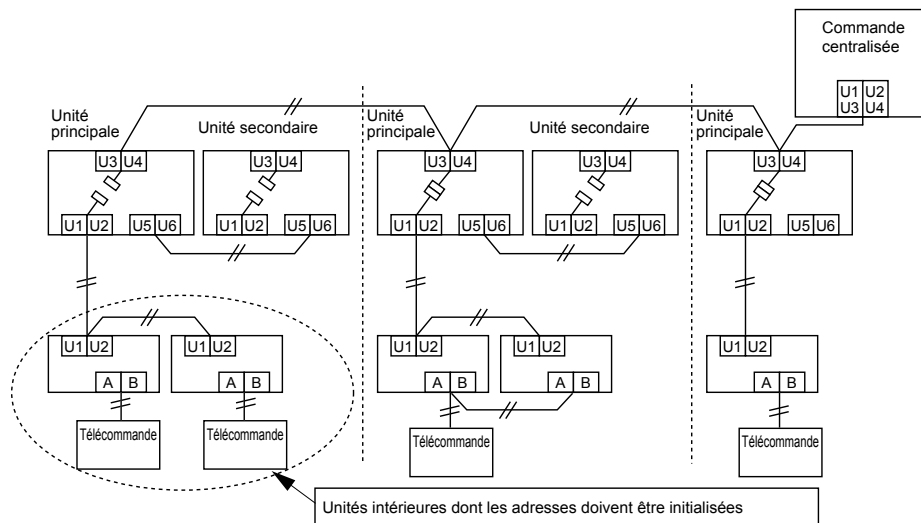 Commande
centralisée
U1 U2
U3 U4
Unité
principale
Unité secondaire
Unité
principale
Unité secondaire
Unité
principale
U3 U4
U3 U4
U3 U4
U3 U4
U3 U4
U1 U2
U5 U6
U1 U2
U5 U6
U1 U2
U5 U6
U1 U2
U5 U6
U1 U2
U5 U6
U1 U2
U1 U2
U1 U2
U1 U2
U1 U2
A B
A B
A B
A B
A B
Télécommande
Télécommande
Télécommande
Télécommande
Unités intérieures dont les adresses doivent être initialisées